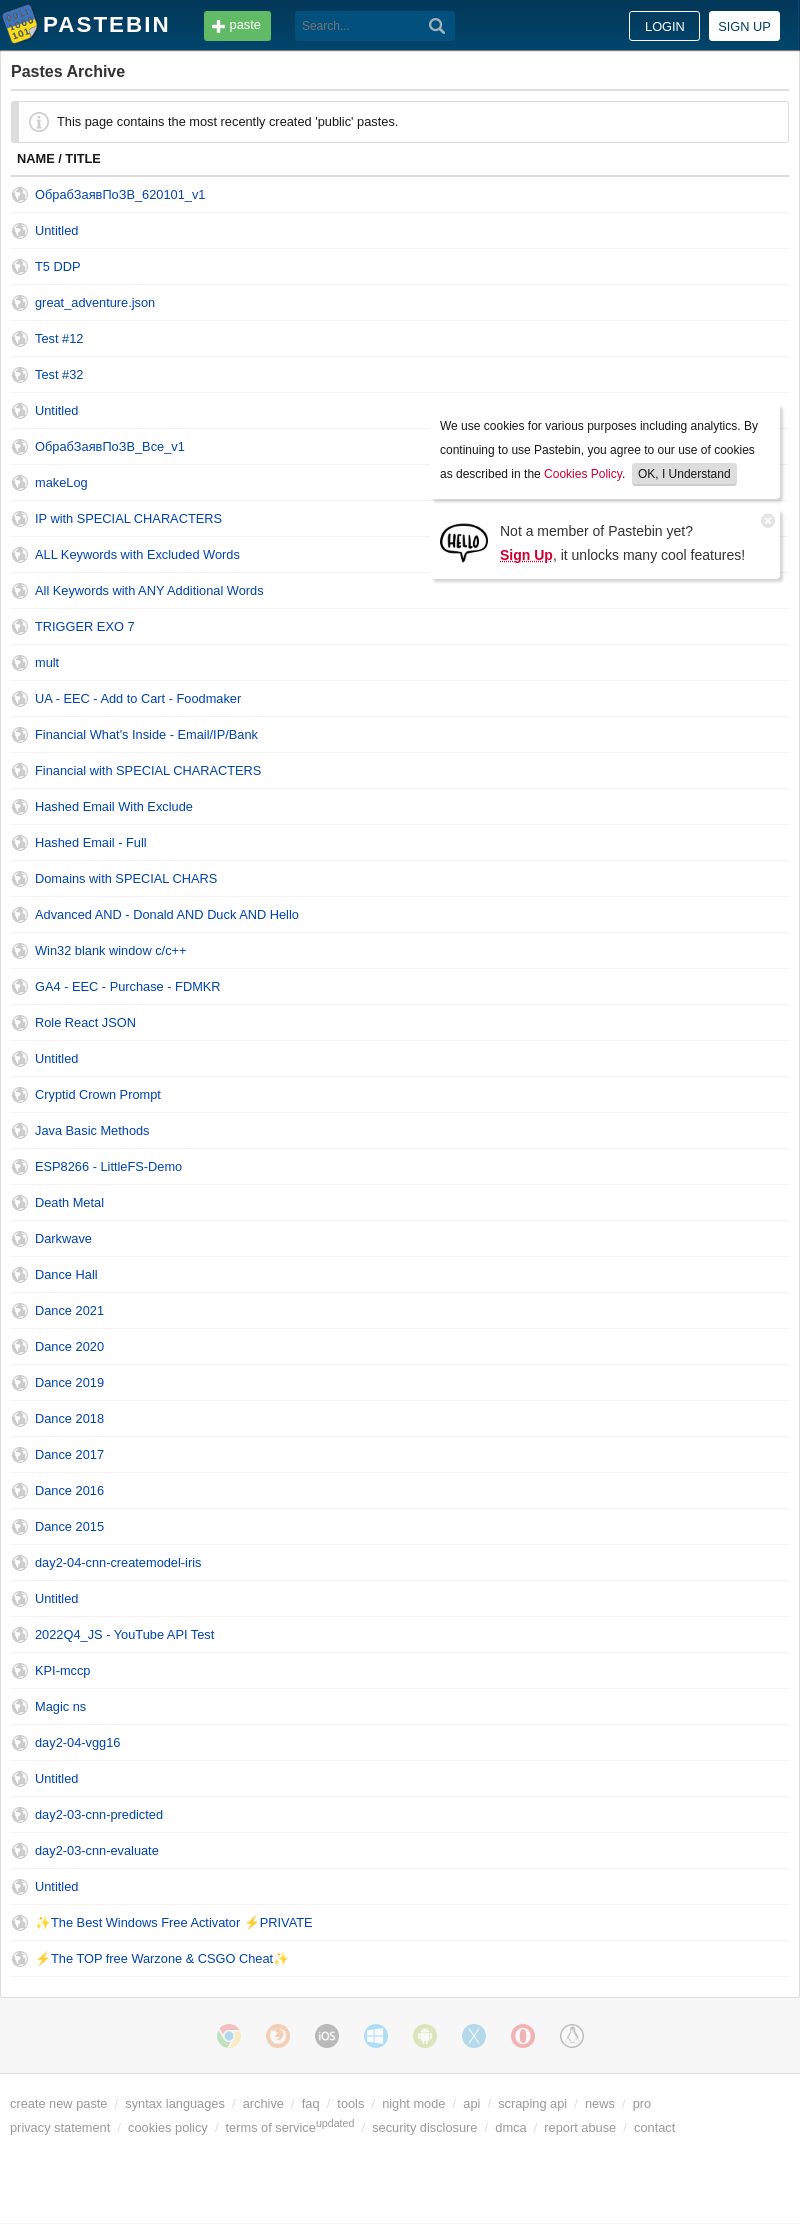 PASTEBIN paste Search... LOGIN SIGN UP
Pastes Archive
This page contains the most recently created 'public' pastes.
NAME / TITLE
ОбрабЗаявПоЗВ_620101_v1
Untitled
T5 DDP
great_adventure.json
Test #12
Test #32
Untitled
ОбрабЗаявПоЗВ_Все_v1
makeLog
IP with SPECIAL CHARACTERS
ALL Keywords with Excluded Words
All Keywords with ANY Additional Words
TRIGGER EXO 7
mult
UA - EEC - Add to Cart - Foodmaker
Financial What's Inside - Email/IP/Bank
Financial with SPECIAL CHARACTERS
Hashed Email With Exclude
Hashed Email - Full
Domains with SPECIAL CHARS
Advanced AND - Donald AND Duck AND Hello
Win32 blank window c/c++
GA4 - EEC - Purchase - FDMKR
Role React JSON
Untitled
Cryptid Crown Prompt
Java Basic Methods
ESP8266 - LittleFS-Demo
Death Metal
Darkwave
Dance Hall
Dance 2021
Dance 2020
Dance 2019
Dance 2018
Dance 2017
Dance 2016
Dance 2015
day2-04-cnn-createmodel-iris
Untitled
2022Q4_JS - YouTube API Test
KPI-mccp
Magic ns
day2-04-vgg16
Untitled
day2-03-cnn-predicted
day2-03-cnn-evaluate
Untitled
✨The Best Windows Free Activator ⚡PRIVATE
⚡The TOP free Warzone & CSGO Cheat✨
We use cookies for various purposes including analytics. By
continuing to use Pastebin, you agree to our use of cookies
as described in the Cookies Policy. OK, I Understand
HELLO
Not a member of Pastebin yet?
Sign Up, it unlocks many cool features!
iOS
create new paste / syntax languages / archive / faq / tools / night mode / api / scraping api / news / pro
privacy statement / cookies policy / terms of service updated / security disclosure / dmca / report abuse / contact